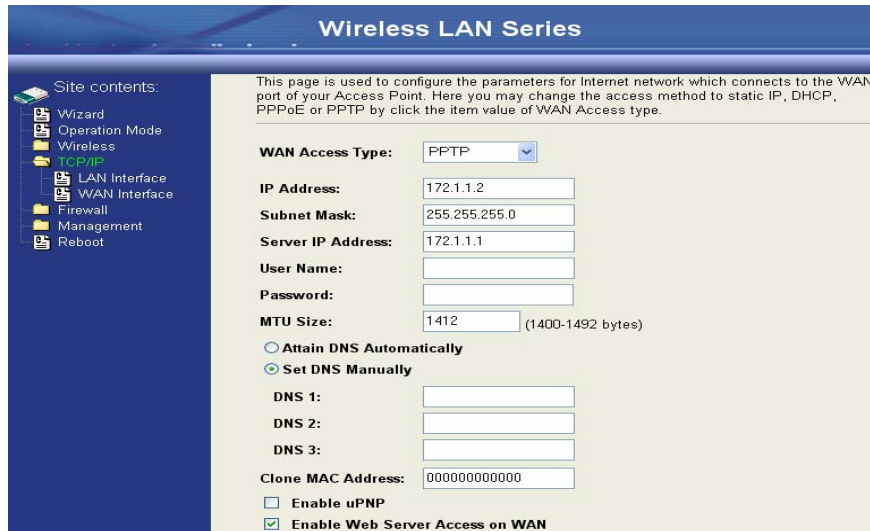 Wireless LAN Series
Site contents:
Wizard
Operation Mode
Wireless
TCP/IP
LAN Interface
WAN Interface
Firewall
Management
Reboot
This page is used to configure the parameters for Internet network which connects to the WAN
port of your Access Point. Here you may change the access method to static IP, DHCP,
PPPoE or PPTP by click the item value of WAN Access type.
WAN Access Type: PPTP
IP Address: 172.1.1.2
Subnet Mask: 255.255.255.0
Server IP Address: 172.1.1.1
User Name:
Password:
MTU Size: 1412 (1400-1492 bytes)
Attain DNS Automatically
Set DNS Manually
DNS 1:
DNS 2:
DNS 3:
Clone MAC Address: 000000000000
Enable uPNP
Enable Web Server Access on WAN